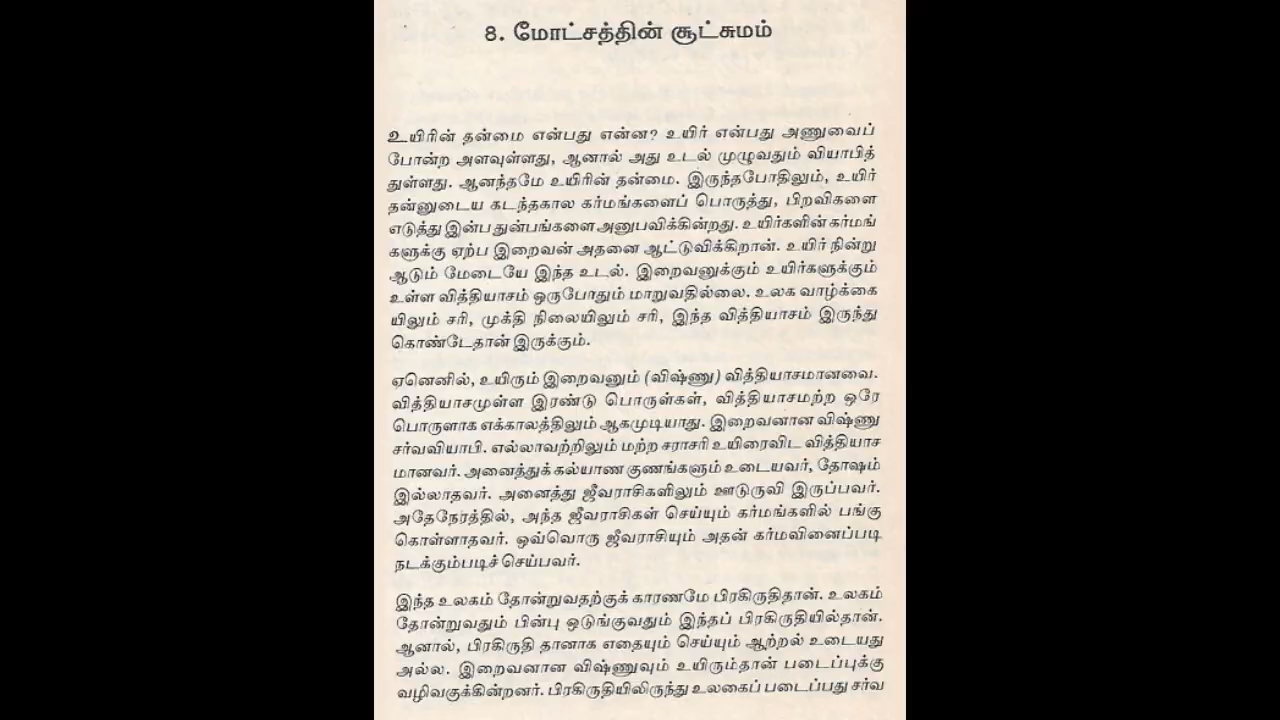 8. மோட்சத்தின் சூட்சுமம்
உயிரின் தன்மை என்பது என்ன? உயிர் என்பது அணுவைப்
போன்ற அளவுள்ளது, ஆனால் அது உடல் முழுவதும் வியாபித்
துள்ளது. ஆனந்தமே உயிரின் தன்மை. இருந்தபோதிலும், உயிர்
தன்னுடைய கடந்தகால கர்மங்களைப் பொருத்து, பிறவிகளை
எடுத்து இன்ப துன்பங்களை அனுபவிக்கின்றது. உயிர்களின் கர்மங்
களுக்கு ஏற்ப இறைவன் அதனை ஆட்டுவிக்கிறான். உயிர் நின்று
ஆடும் மேடையே இந்த உடல். இறைவனுக்கும் உயிர்களுக்கும்
உள்ள வித்தியாசம் ஒருபோதும் மாறுவதில்லை. உலக வாழ்க்கை
யிலும் சரி, முக்தி நிலையிலும் சரி, இந்த வித்தியாசம் இருந்து
கொண்டேதான் இருக்கும்.
ஏனெனில், உயிரும் இறைவனும் (விஷ்ணு) வித்தியாசமானவை.
வித்தியாசமுள்ள இரண்டு பொருள்கள், வித்தியாசமற்ற ஒரே
பொருளாக எக்காலத்திலும் ஆகமுடியாது. இறைவனான விஷ்ணு
சர்வவியாபி. எல்லாவற்றிலும் மற்ற சராசரி உயிரைவிட வித்தியாச
மானவர். அனைத்துக் கல்யாண குணங்களும் உடையவர், தோஷம்
இல்லாதவர். அனைத்து ஜீவராசிகளிலும் ஊடுருவி இருப்பவர்.
அதேநேரத்தில், அந்த ஜீவராசிகள் செய்யும் கர்மங்களில் பங்கு
கொள்ளாதவர். ஒவ்வொரு ஜீவராசியும் அதன் கர்மவினைப்படி
நடக்கும்படிச் செய்பவர்.
இந்த உலகம் தோன்றுவதற்குக் காரணமே பிரகிருதிதான். உலகம்
தோன்றுவதும் பின்பு ஒடுங்குவதும் இந்தப் பிரகிருதியில்தான்.
ஆனால், பிரகிருதி தானாக எதையும் செய்யும் ஆற்றல் உடையது
அல்ல. இறைவனான விஷ்ணுவும் உயிரும்தான் படைப்புக்கு
வழிவகுக்கின்றனர். பிரகிருதியிலிருந்து உலகைப் படைப்பது சர்வ